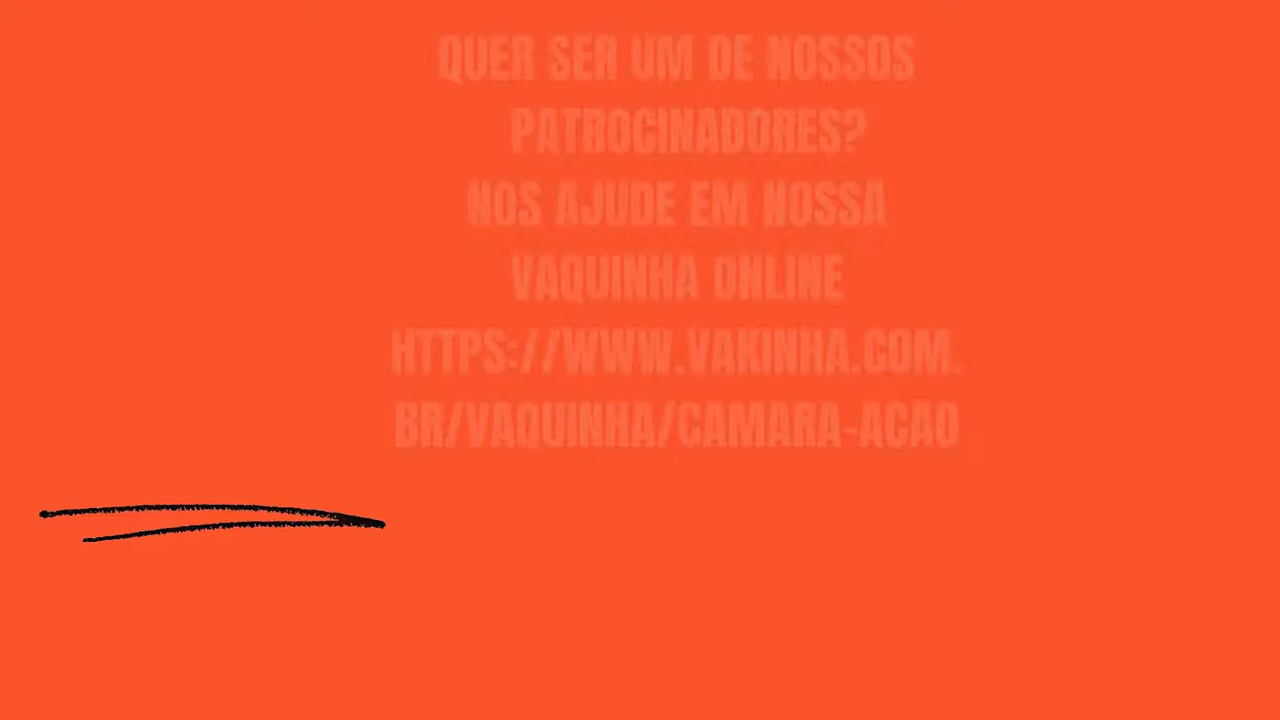 QUER SER UM DE NOSSOS
PATROCINADORES?
NOS AJUDE EM NOSSA
VAQUINHA ONLINE
HTTPS://WWW.VAKINHA.COM.
BR/VAQUINHA/CAMARA-ACAO